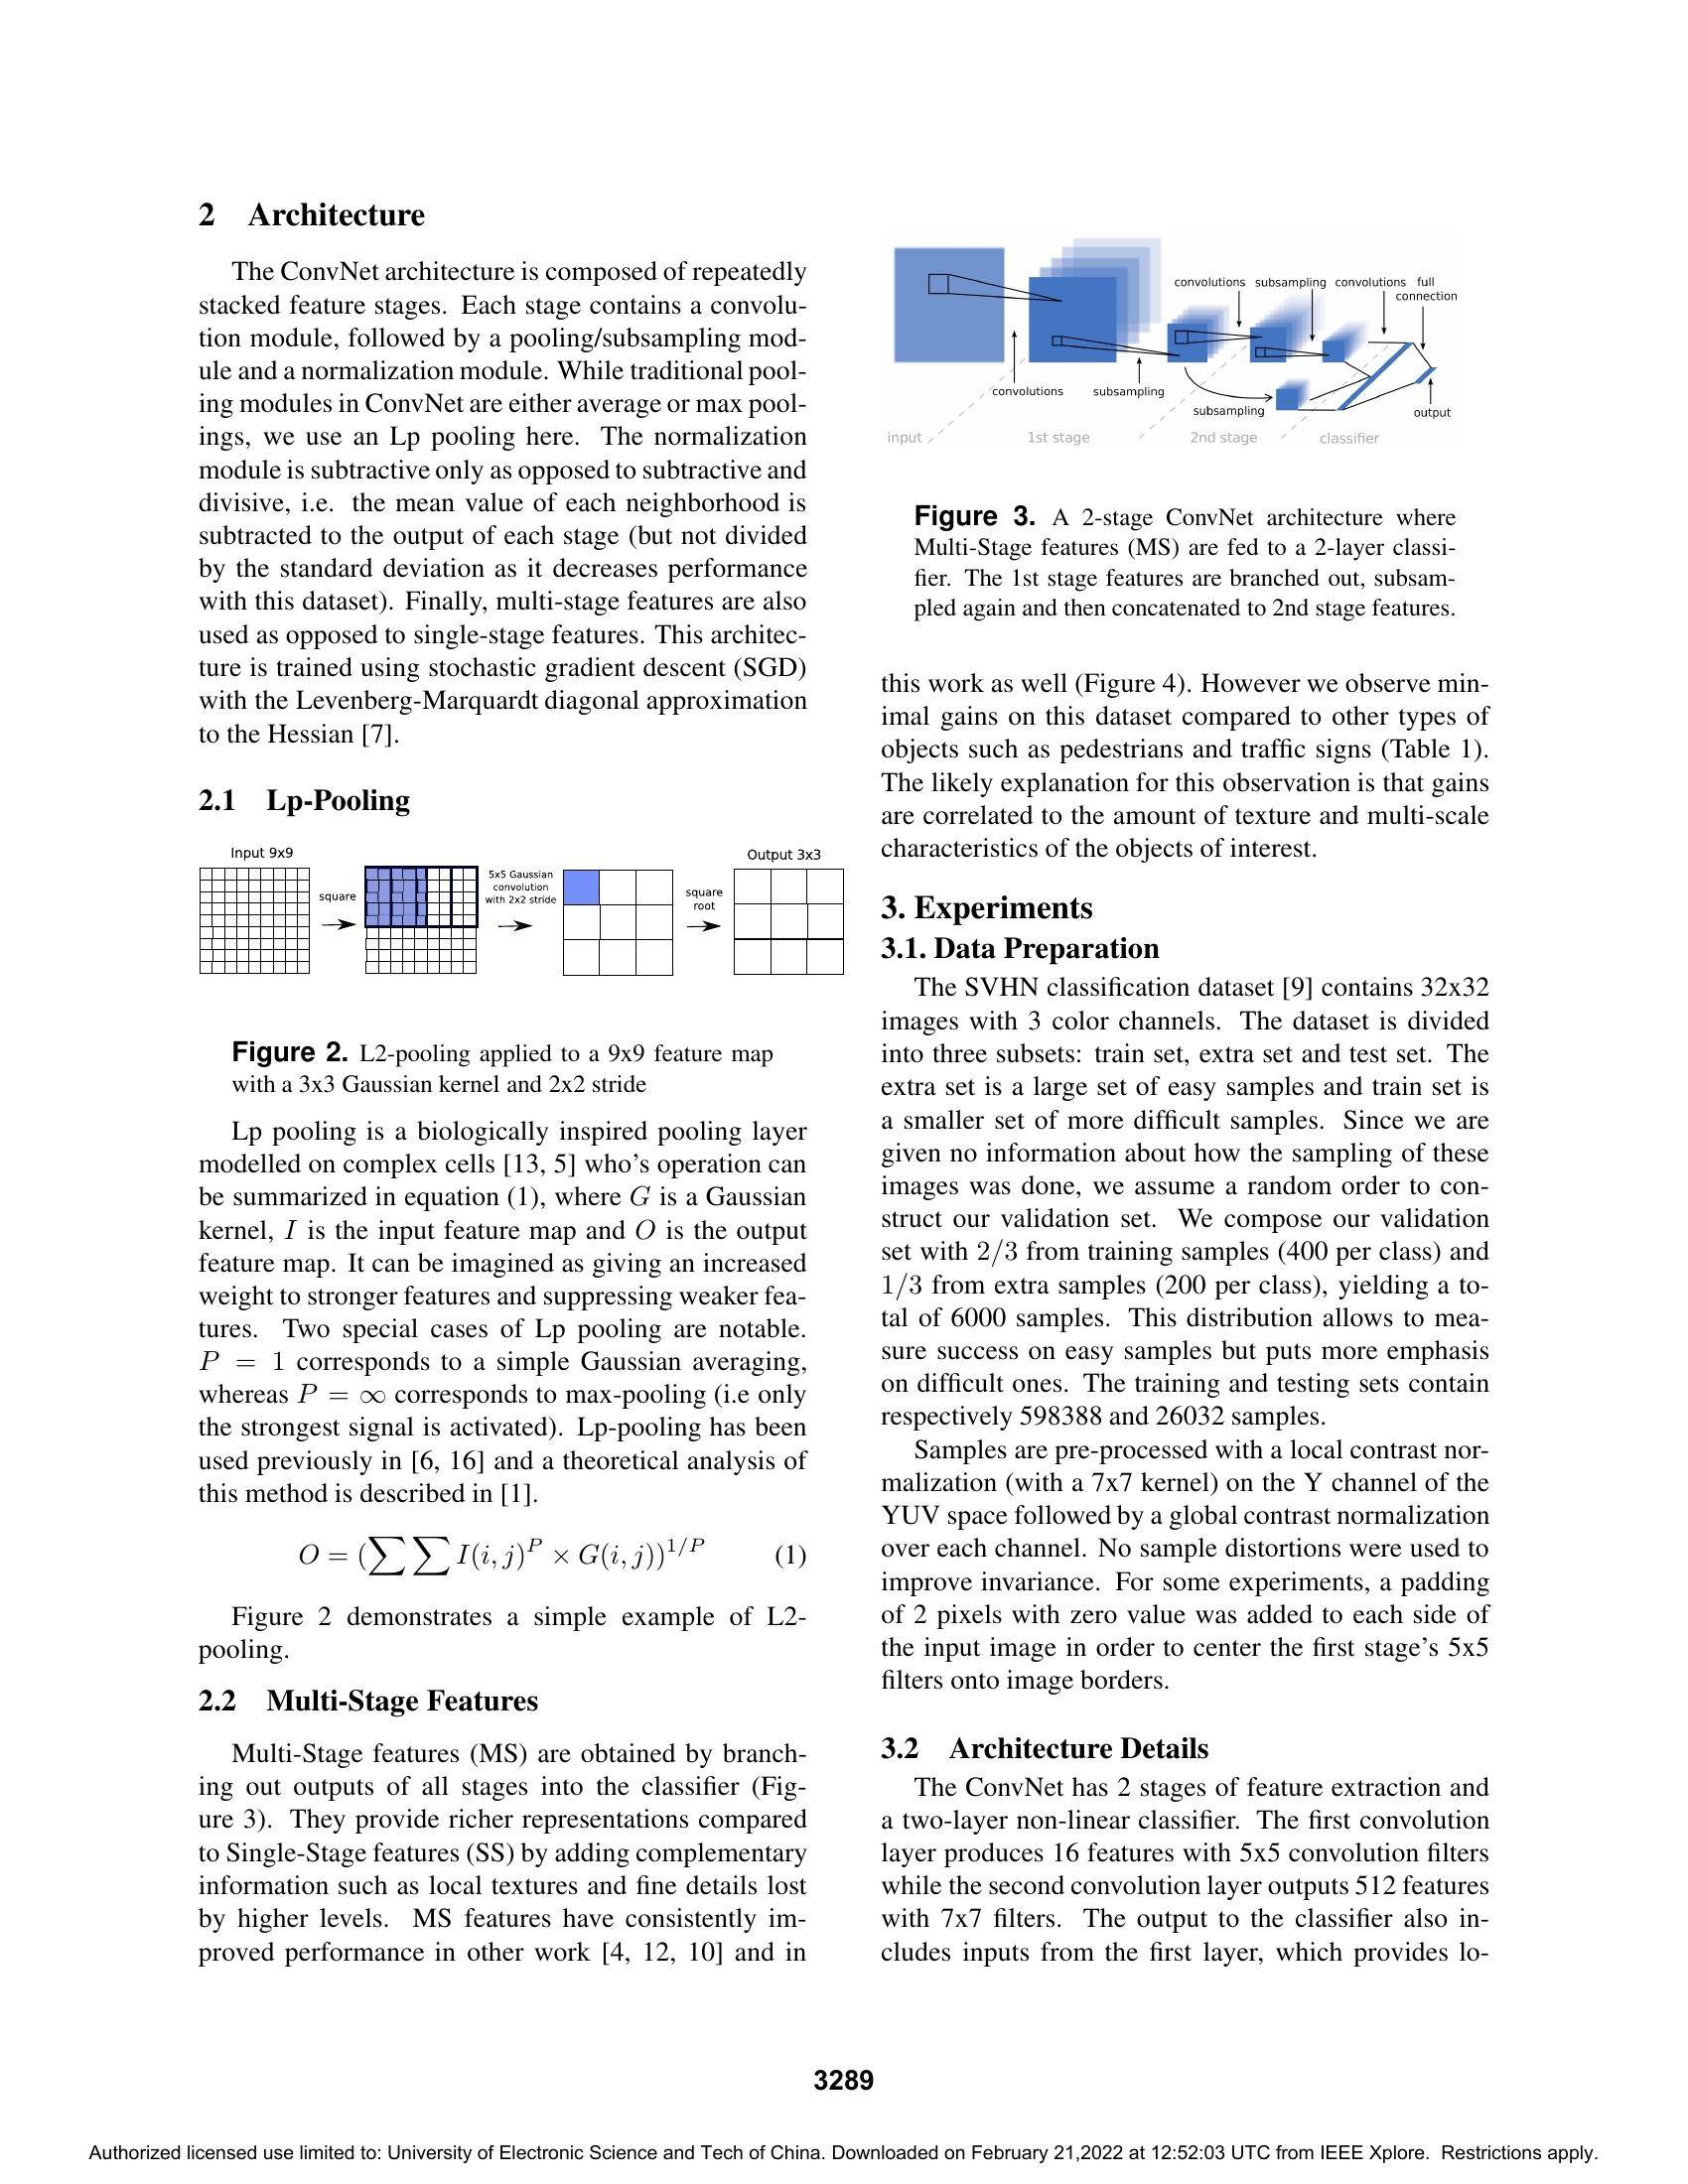 2 Architecture
The ConvNet architecture is composed of repeatedly
stacked feature stages. Each stage contains a convolu-
tion module, followed by a pooling/subsampling mod-
ule and a normalization module. While traditional pool-
ing modules in ConvNet are either average or max pool-
ings, we use an Lp pooling here. The normalization
module is subtractive only as opposed to subtractive and
divisive, i.e. the mean value of each neighborhood is
subtracted to the output of each stage (but not divided
by the standard deviation as it decreases performance
with this dataset). Finally, multi-stage features are also
used as opposed to single-stage features. This architec-
ture is trained using stochastic gradient descent (SGD)
with the Levenberg-Marquardt diagonal approximation
to the Hessian [7].
2.1 Lp-Pooling
Input 9x9
square
5x5 Gaussian
convolution
with 2x2 stride
square
root
Output 3x3
Figure 2. L2-pooling applied to a 9x9 feature map
with a 3x3 Gaussian kernel and 2x2 stride
Lp pooling is a biologically inspired pooling layer
modelled on complex cells [13, 5] who's operation can
be summarized in equation (1), where G is a Gaussian
kernel, I is the input feature map and O is the output
feature map. It can be imagined as giving an increased
weight to stronger features and suppressing weaker fea-
tures. Two special cases of Lp pooling are notable.
P = 1 corresponds to a simple Gaussian averaging,
whereas P = ∞ corresponds to max-pooling (i.e only
the strongest signal is activated). Lp-pooling has been
used previously in [6, 16] and a theoretical analysis of
this method is described in [1].
O = (∑∑ I(i, j)^P × G(i, j))^1/P (1)
Figure 2 demonstrates a simple example of L2-
pooling.
2.2 Multi-Stage Features
Multi-Stage features (MS) are obtained by branch-
ing out outputs of all stages into the classifier (Fig-
ure 3). They provide richer representations compared
to Single-Stage features (SS) by adding complementary
information such as local textures and fine details lost
by higher levels. MS features have consistently im-
proved performance in other work [4, 12, 10] and in
convolutions subsampling convolutions full
connection
convolutions
subsampling
subsampling
output
input
1st stage
2nd stage
classifier
Figure 3. A 2-stage ConvNet architecture where
Multi-Stage features (MS) are fed to a 2-layer classi-
fier. The 1st stage features are branched out, subsam-
pled again and then concatenated to 2nd stage features.
this work as well (Figure 4). However we observe min-
imal gains on this dataset compared to other types of
objects such as pedestrians and traffic signs (Table 1).
The likely explanation for this observation is that gains
are correlated to the amount of texture and multi-scale
characteristics of the objects of interest.
3. Experiments
3.1. Data Preparation
The SVHN classification dataset [9] contains 32x32
images with 3 color channels. The dataset is divided
into three subsets: train set, extra set and test set. The
extra set is a large set of easy samples and train set is
a smaller set of more difficult samples. Since we are
given no information about how the sampling of these
images was done, we assume a random order to con-
struct our validation set. We compose our validation
set with 2/3 from training samples (400 per class) and
1/3 from extra samples (200 per class), yielding a to-
tal of 6000 samples. This distribution allows to mea-
sure success on easy samples but puts more emphasis
on difficult ones. The training and testing sets contain
respectively 598388 and 26032 samples.
Samples are pre-processed with a local contrast nor-
malization (with a 7x7 kernel) on the Y channel of the
YUV space followed by a global contrast normalization
over each channel. No sample distortions were used to
improve invariance. For some experiments, a padding
of 2 pixels with zero value was added to each side of
the input image in order to center the first stage's 5x5
filters onto image borders.
3.2 Architecture Details
The ConvNet has 2 stages of feature extraction and
a two-layer non-linear classifier. The first convolution
layer produces 16 features with 5x5 convolution filters
while the second convolution layer outputs 512 features
with 7x7 filters. The output to the classifier also in-
cludes inputs from the first layer, which provides lo-
3289
Authorized licensed use limited to: University of Electronic Science and Tech of China. Downloaded on February 21,2022 at 12:52:03 UTC from IEEE Xplore. Restrictions apply.